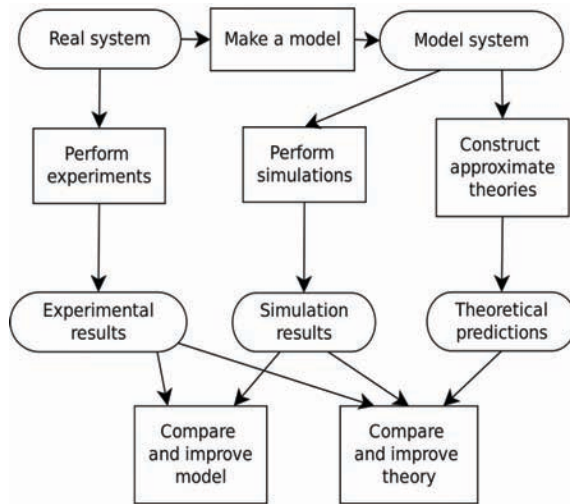 Real system
Make a model
Model system
Perform
experiments
Perform
simulations
Construct
approximate
theories
Experimental
results
Simulation
results
Theoretical
predictions
Compare
and improve
model
Compare
and improve
theory